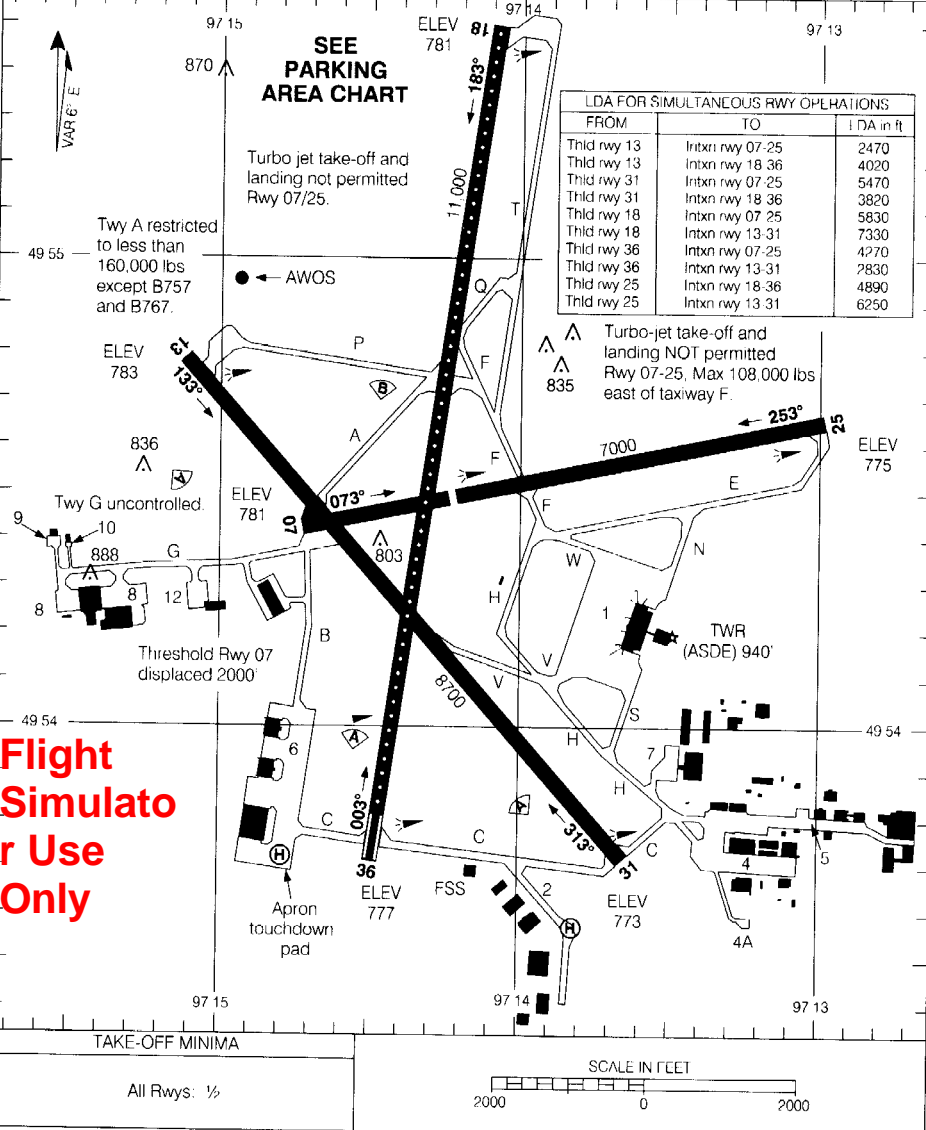 97 15
97 14
97 13
VAR 6° E
870
SEE
PARKING
AREA CHART
ELEV
781
18
183°
11,000
Turbo jet take-off and
landing not permitted
Rwy 07/25.
LDA FOR SIMULTANEOUS RWY OPERATIONS
FROM TO LDA in ft
Thld rwy 13 Intxn rwy 07-25 2470
Thld rwy 13 Intxn rwy 18 36 4020
Thld rwy 31 Intxn rwy 07-25 5470
Thld rwy 31 Intxn rwy 18 36 3820
Thld rwy 18 Intxn rwy 07 25 5830
Thld rwy 18 Intxn rwy 13-31 7330
Thld rwy 36 Intxn rwy 07-25 4270
Thld rwy 36 Intxn rwy 13-31 2830
Thld rwy 25 Intxn rwy 18-36 4890
Thld rwy 25 Intxn rwy 13 31 6250
T
Twy A restricted
to less than
160,000 lbs
except B757
and B767.
49 55
AWOS
Q
P
F
ELEV
783
13
133°
B
A
835
Turbo-jet take-off and
landing NOT permitted
Rwy 07-25, Max 108,000 lbs
east of taxiway F.
253°
25
7000
ELEV
775
836
A
Twy G uncontrolled.
ELEV
781
07
073°
F
F
E
N
9
10
888
G
803
W
H
8
8
12
1
TWR
(ASDE) 940'
B
Threshold Rwy 07
displaced 2000'
V
V
8700
S
49 54
49 54
Flight
Simulato
r Use
Only
6
A
H
7
H
C
003°
A
313°
C
31
36
H
ELEV
777
FSS
2
ELEV
773
4
5
4A
Apron
touchdown
pad
H
97 15
97 14
97 13
TAKE-OFF MINIMA
All Rwys: ½
SCALE IN FEET
2000 0 2000